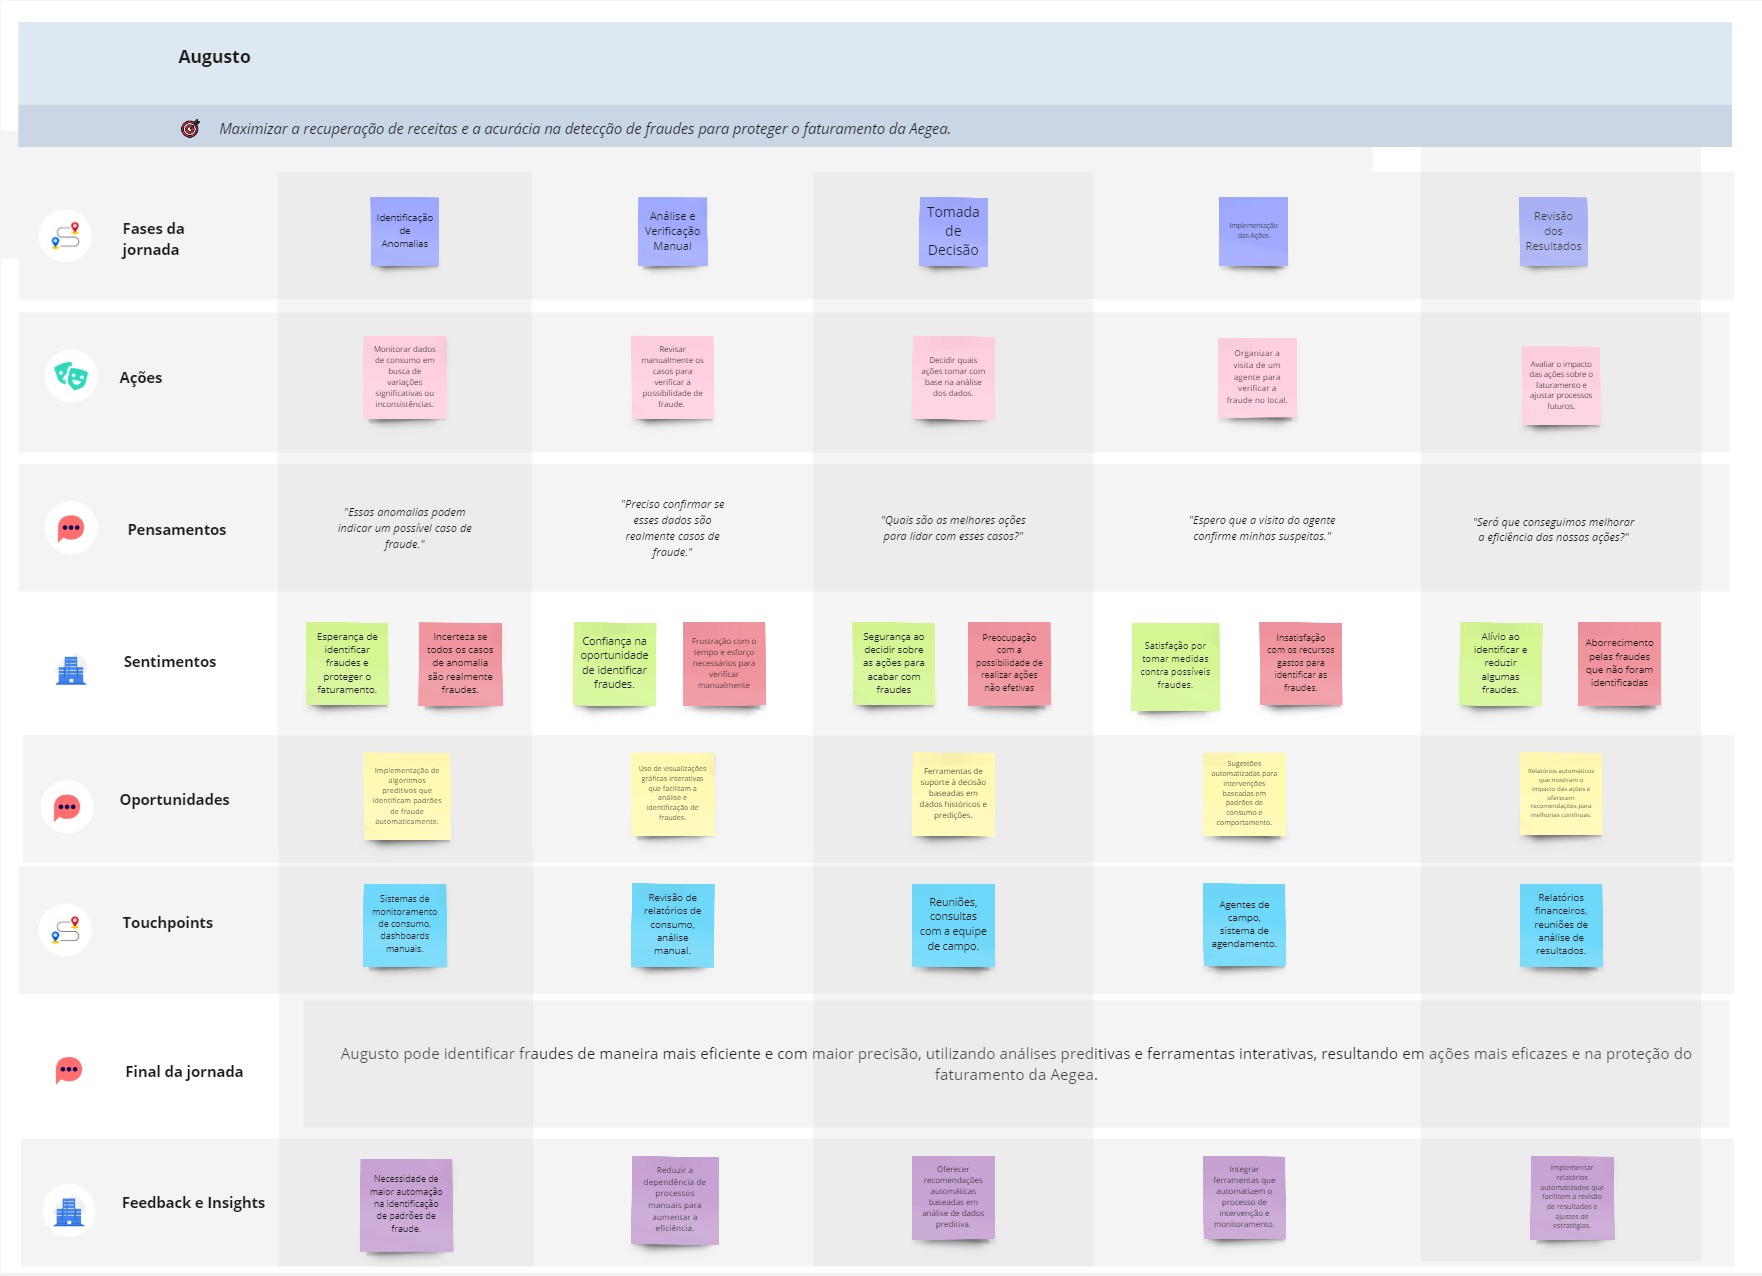 Augusto
Maximizar a recuperação de receitas e a acurácia na detecção de fraudes para proteger o faturamento da Aegea.
Fases da
jornada
Identificação
de
Anomalias
Análise e
Verificação
Manual
Tomada
de
Decisão
Implementação
das Ações
Revisão
dos
Resultados
Ações
Monitorar dados
de consumo em
busca de
variações
significativas ou
inconsistências.
Revisar
manualmente os
casos para
verificar a
possibilidade de
fraude.
Decidir quais
ações tomar com
base na análise
dos dados.
Organizar a
visita de um
agente para
verificar a
fraude no local.
Avaliar o impacto
das ações sobre o
faturamento e
ajustar processos
futuros.
Pensamentos
"Essas anomalias podem
indicar um possível caso de
fraude."
"Preciso confirmar se
esses dados são
realmente casos de
fraude."
"Quais são as melhores ações
para lidar com esses casos?"
"Espero que a visita do agente
confirme minhas suspeitas."
"Será que conseguimos melhorar
a eficiência das nossas ações?"
Sentimentos
Esperança de
identificar
fraudes e
proteger o
faturamento.
Incerteza se
todos os casos
de anomalia
são realmente
fraudes.
Confiança na
oportunidade
de identificar
fraudes.
Frustração com o
tempo e esforço
necessários para
verificar
manualmente
Segurança ao
decidir sobre
as ações para
acabar com
fraudes
Preocupação
com a
possibilidade de
realizar ações
não efetivas
Satisfação por
tomar medidas
contra possíveis
fraudes.
Insatisfação
com os recursos
gastos para
identificar as
fraudes.
Alívio ao
identificar e
reduzir
algumas
fraudes.
Aborrecimento
pelas fraudes
que não foram
identificadas
Oportunidades
Implementação de
algoritmos
preditivos que
identificam padrões
de fraude
automaticamente.
Uso de visualizações
gráficas interativas
que facilitam a
análise e
identificação de
fraudes.
Ferramentas de
suporte à decisão
baseadas em
dados históricos e
predições.
Sugestões
automatizadas para
intervenções
baseadas em
padrões de
consumo e
comportamento.
Relatórios automáticos
que mostram o
impacto das ações e
oferecem
recomendações para
melhorias contínuas.
Touchpoints
Sistemas de
monitoramento
de consumo,
dashboards
manuais.
Revisão de
relatórios de
consumo,
análise
manual.
Reuniões,
consultas
com a equipe
de campo.
Agentes de
campo,
sistema de
agendamento.
Relatórios
financeiros,
reuniões de
análise de
resultados.
Final da jornada
Augusto pode identificar fraudes de maneira mais eficiente e com maior precisão, utilizando análises preditivas e ferramentas interativas, resultando em ações mais eficazes e na proteção do
faturamento da Aegea.
Feedback e Insights
Necessidade de
maior automação
na identificação
de padrões de
fraude.
Reduzir a
dependência de
processos
manuais para
aumentar a
eficiência.
Oferecer
recomendações
automáticas
baseadas em
análise de dados
preditiva.
Integrar
ferramentas que
automatizem o
processo de
intervenção e
monitoramento.
Implementar
relatórios
automatizados que
facilitem a revisão
de resultados e
ajustes de
estratégias.